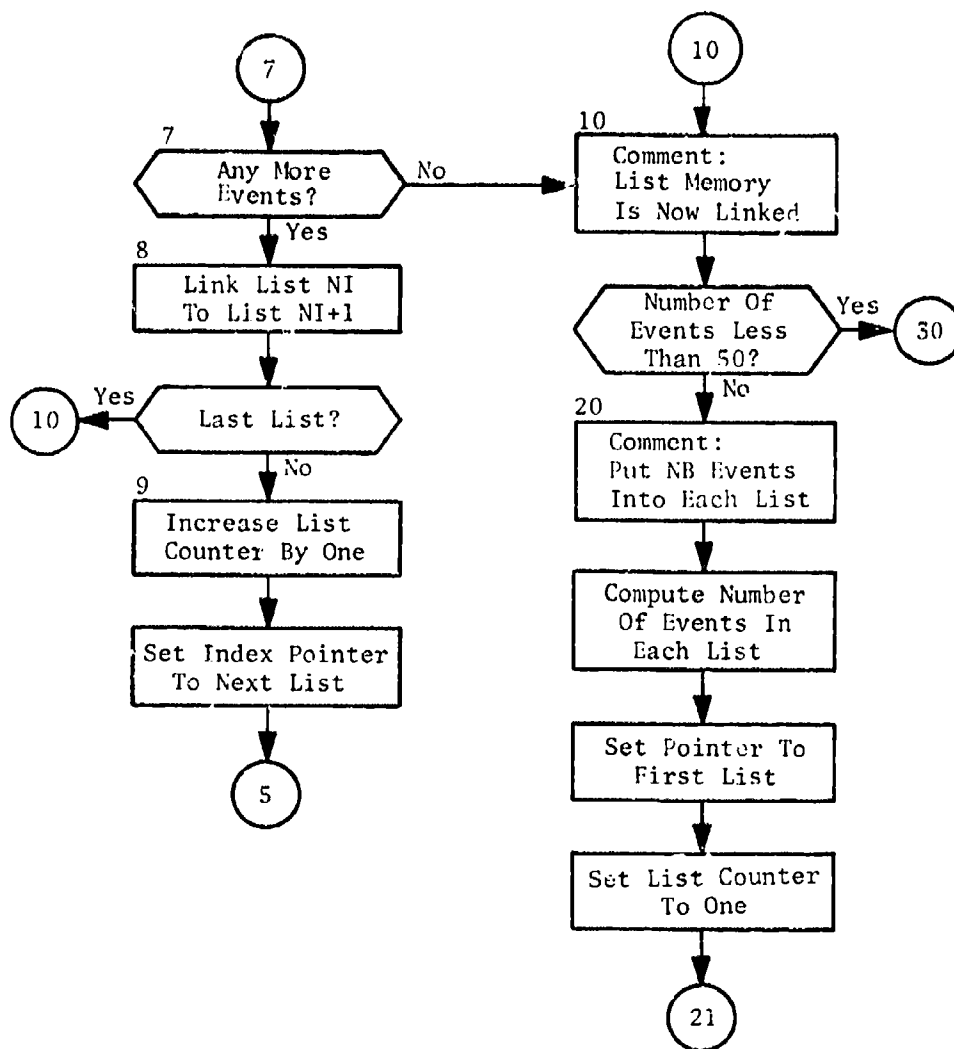 7
7
Any More
Events?
No
Yes
8
Link List NI
To List NI+1
Yes
10
Last List?
No
9
Increase List
Counter By One
Set Index Pointer
To Next List
5
10
10
Comment:
List Memory
Is Now Linked
Number Of
Events Less
Than 50?
Yes
30
No
20
Comment:
Put NB Events
Into Each List
Compute Number
Of Events In
Each List
Set Pointer To
First List
Set List Counter
To One
21